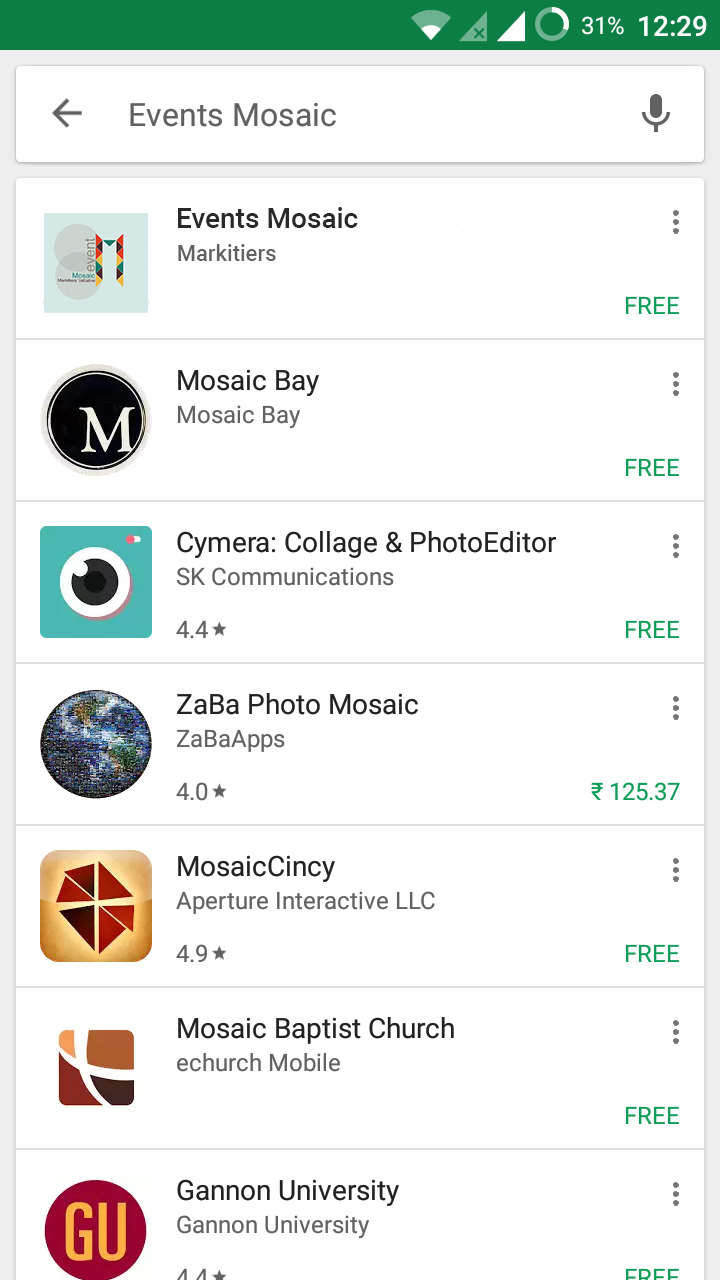 31% 12:29
Events Mosaic
Events Mosaic
Markitiers
event
Mosaic
FREE
Mosaic Bay
Mosaic Bay
M
FREE
Cymera: Collage & PhotoEditor
SK Communications
4.4★ FREE
ZaBa Photo Mosaic
ZaBaApps
4.0★ ₹ 125.37
MosaicCincy
Aperture Interactive LLC
4.9★ FREE
Mosaic Baptist Church
echurch Mobile
FREE
Gannon University
Gannon University
GU
4.4★ FREE